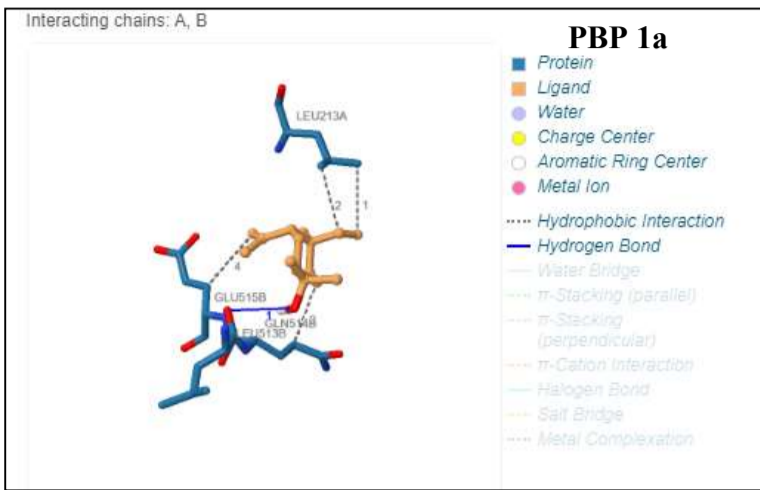 Interacting chains: A, B
PBP 1a
Protein
Ligand
Water
Charge Center
Aromatic Ring Center
Metal Ion
Hydrophobic Interaction
Hydrogen Bond
Water Bridge
π-Stacking (parallel)
π-Stacking
(perpendicular)
π-Cation Interaction
Halogen Bond
Salt Bridge
Metal Complexation
LEU213A
2
1
4
GLU515B
1
GLN514B
LEU513B